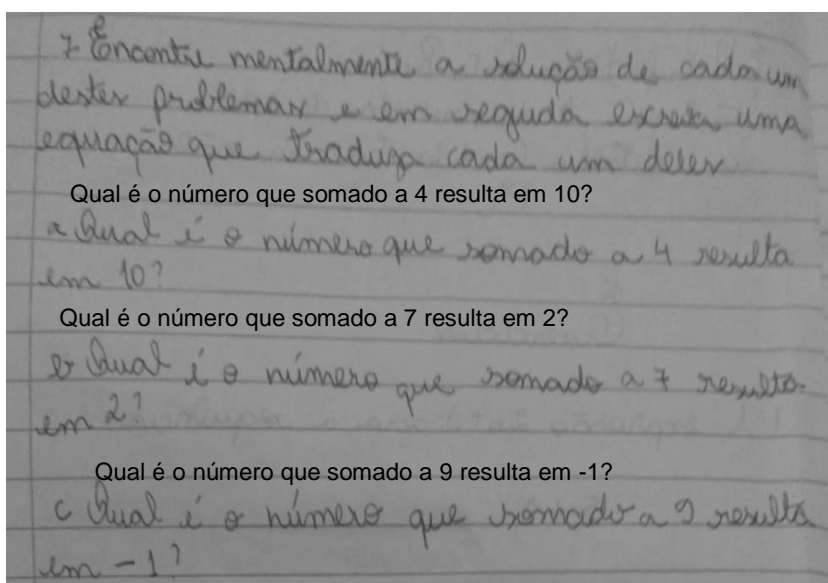 7- Encontre mentalmente a solução de cada um
destes problemas e em seguida escreva uma
equação que traduza cada um deles
Qual é o número que somado a 4 resulta em 10?
a Qual é o número que somado a 4 resulta
em 10?
Qual é o número que somado a 7 resulta em 2?
b Qual é o número que somado a 7 resulta
em 2?
Qual é o número que somado a 9 resulta em -1?
c Qual é o número que somado a 9 resulta
em -1?